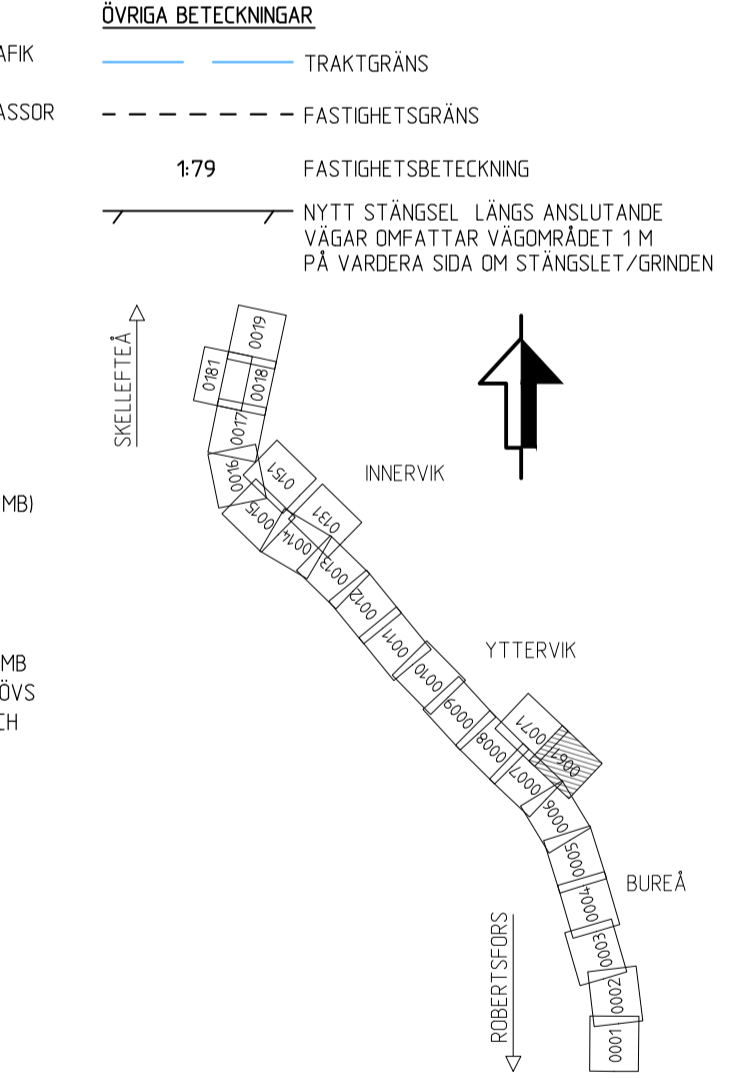 ÖVRIGA BETECKNINGAR
AFIK
TRAKTGRÄNS
ASSOR
FASTIGHETSGRÄNS
1:79
FASTIGHETSBETECKNING
NYTT STÄNGSEL LÄNGS ANSLUTANDE
VÄGAR OMFATTAR VÄGOMRÅDET 1 M
PÅ VARDERA SIDA OM STÄNGSLET/GRINDEN
SKELLEFTEÅ
0019
0181
0018
0017
0016
0151
INNERVIK
MB)
0015
0131
0014
0013
0012
0011
YTTERVIK
MB
ÖVS
CH
0010
0009
0071
0008
0061
0007
0006
0005
BUREÅ
0004
ROBERTSFORS
0003
0002
0001